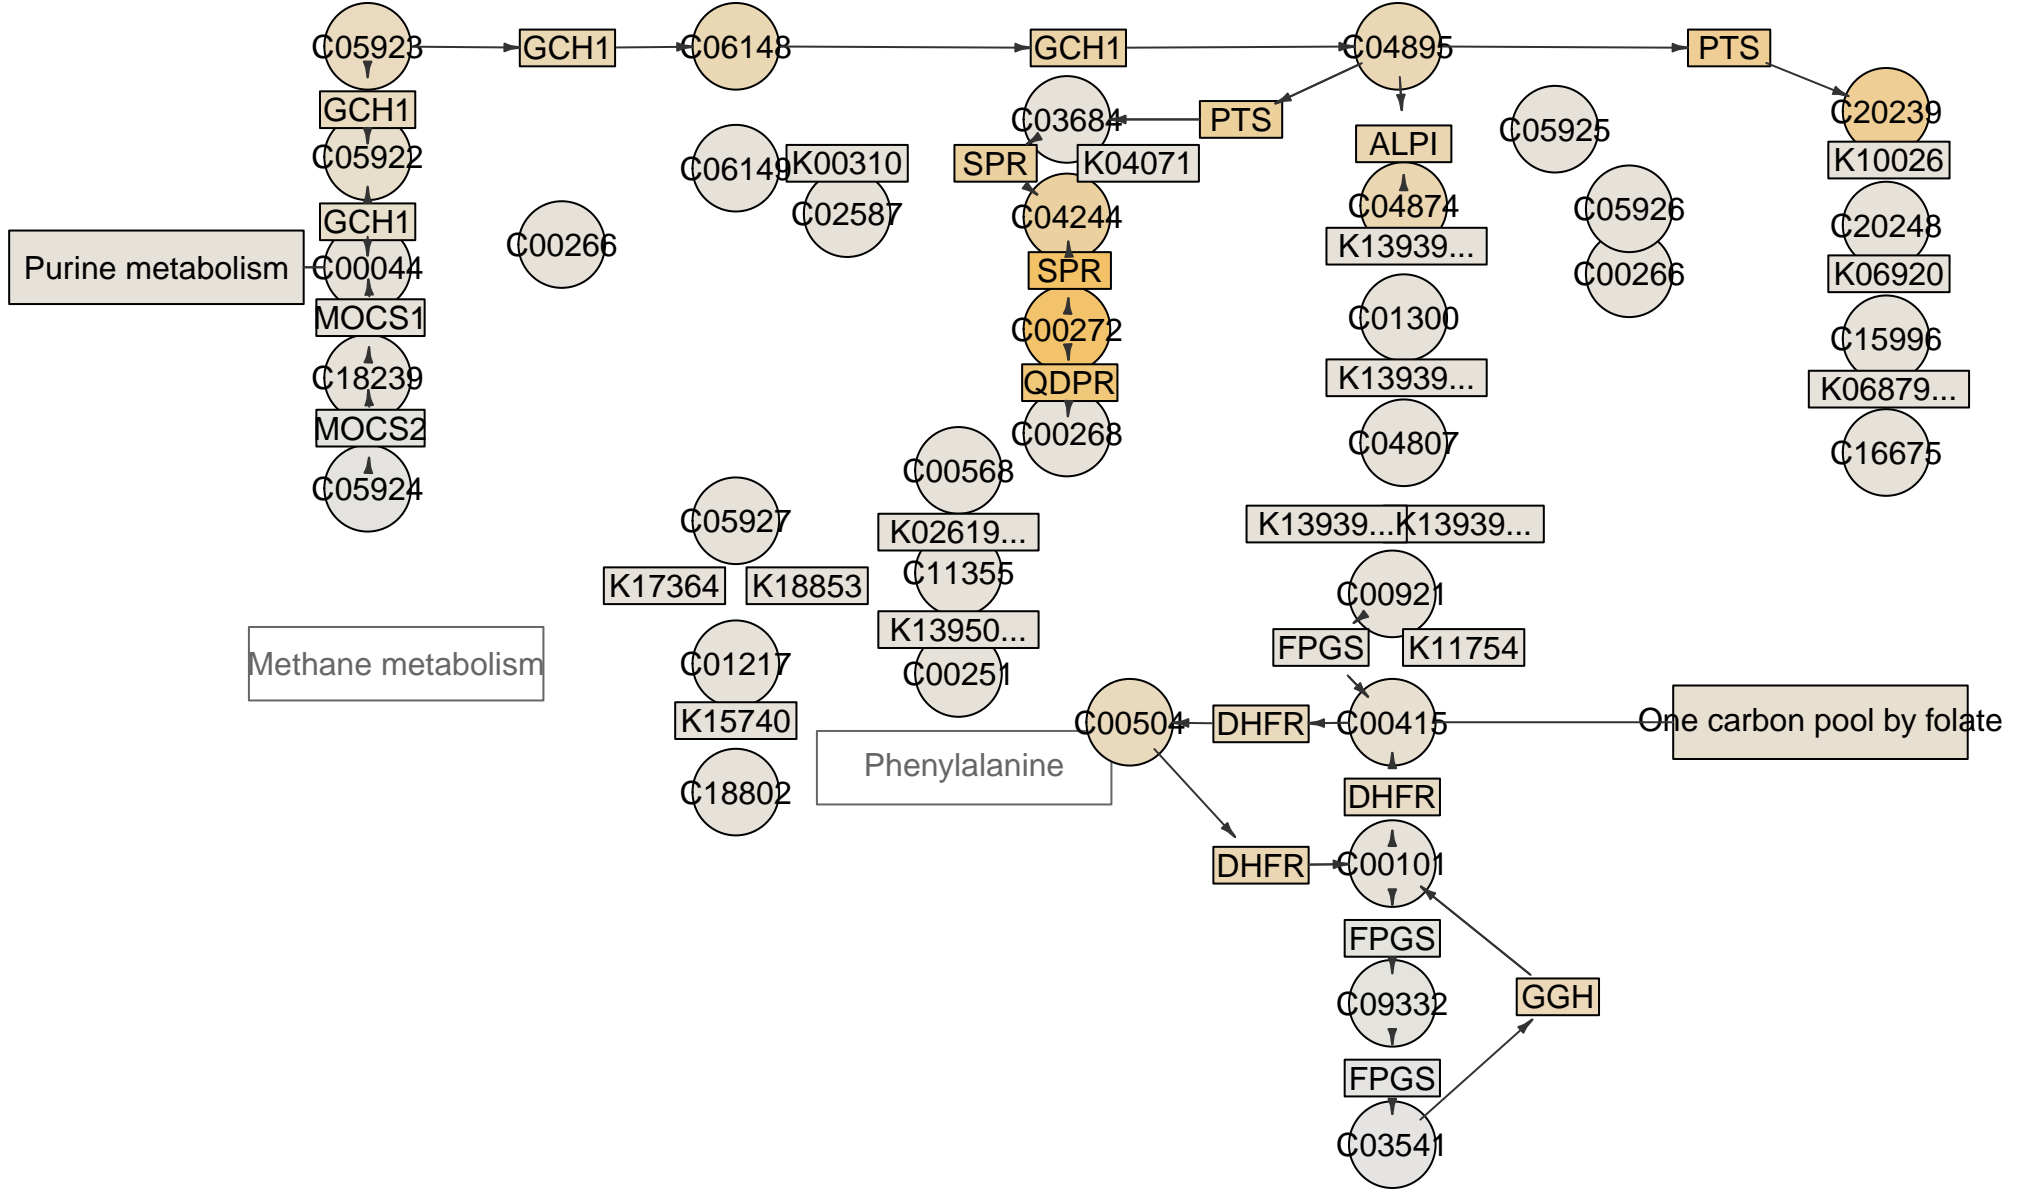 C05923
GCH1
C06148
GCH1
C04895
PTS
GCH1
C03684
PTS
C20239
C05925
ALPI
C05922
C06149
K00310
SPR
K04071
K10026
GCH1
C00266
C02587
C04244
C04874
C05926
C20248
Purine metabolism
C00044
SPR
K13939...
C00266
K06920
MOCS1
C00272
C01300
C15996
C18239
QDPR
K13939...
K06879...
MOCS2
C00268
C04807
C16675
C05924
C00568
C05927
K02619...
K13939...
K13939...
K17364
K18853
C11355
C00921
K13950...
FPGS
K11754
Methane metabolism
C01217
C00251
K15740
C00504
DHFR
C00415
One carbon pool by folate
Phenylalanine
C18802
DHFR
DHFR
C00101
FPGS
C09332
GGH
FPGS
C03541